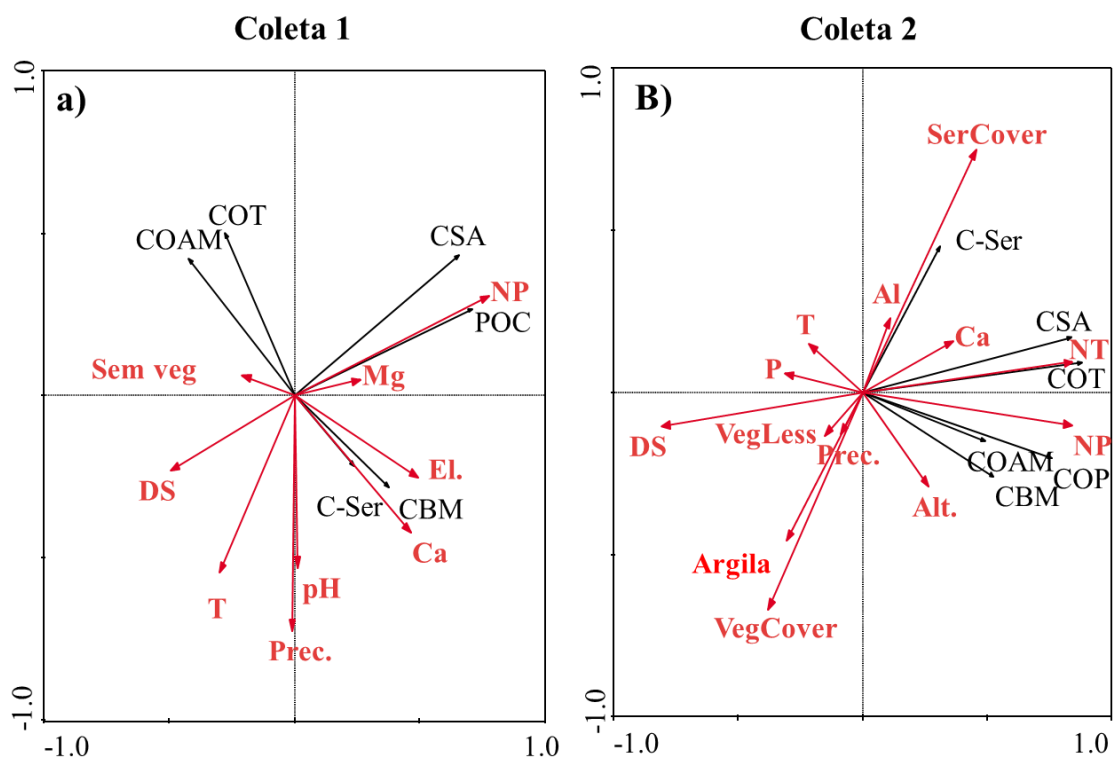 Coleta 1
Coleta 2
1.0
a)
COT
COAM
CSA
NP
POC
Sem veg
Mg
DS
El.
C-Ser
CBM
Ca
T
pH
Prec.
-1.0
-1.0
1.0
1.0
B)
SerCover
C-Ser
Al
T
Ca
CSA
NT
P
COT
VegLess
DS
Prec.
NP
COAM
COP
CBM
Alt.
Argila
VegCover
-1.0
-1.0
1.0